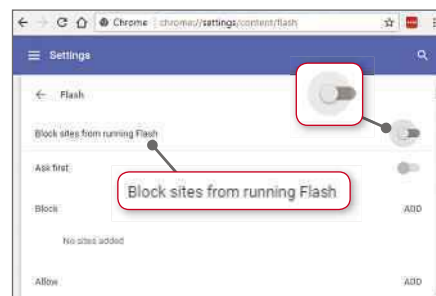 Chrome | chrome://settings/content/flash
Settings
Flash
Block sites from running Flash
Ask first
Block sites from running Flash
Block ADD
No sites added
Allow ADD